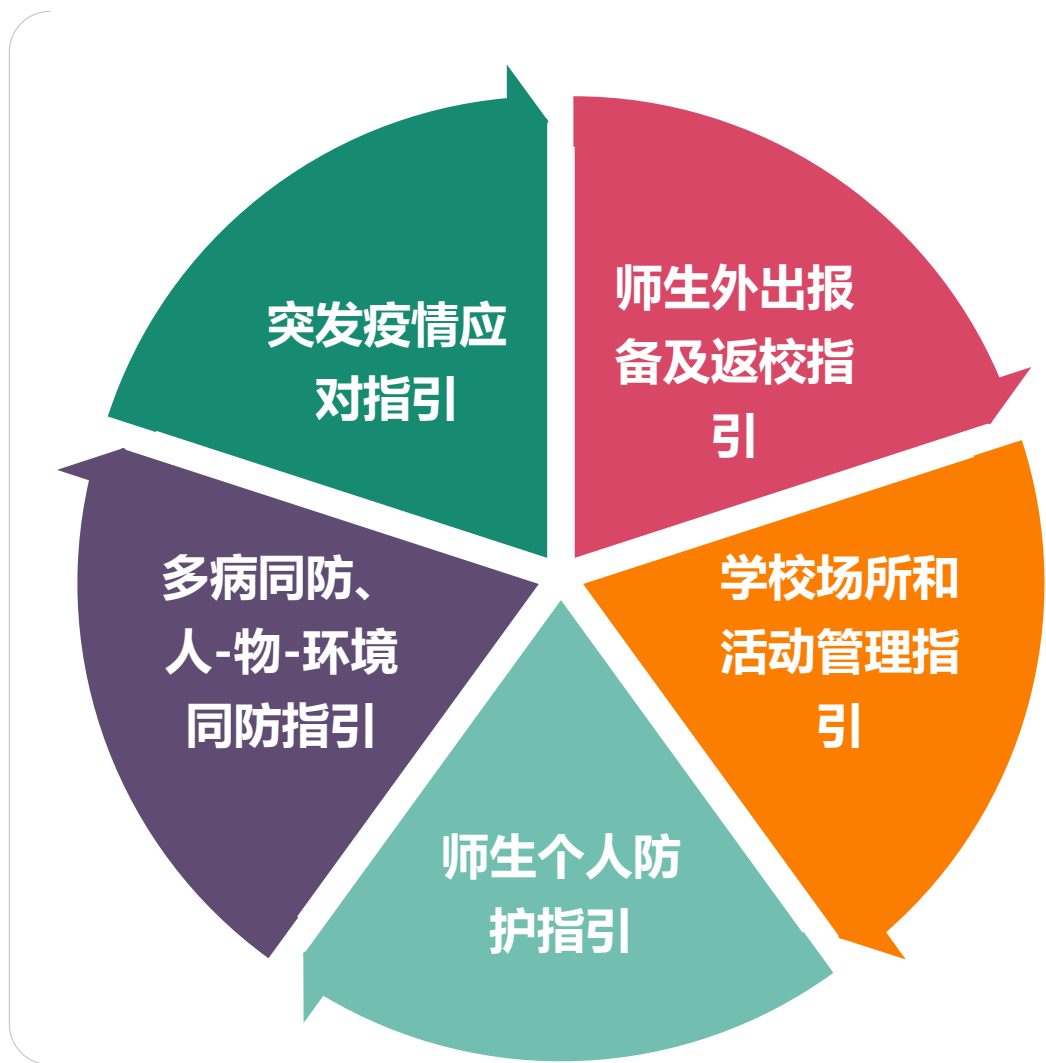 师生外出报
备及返校指
引
学校场所和
活动管理指
引
师生个人防
护指引
多病同防、
人-物-环境
同防指引
突发疫情应
对指引